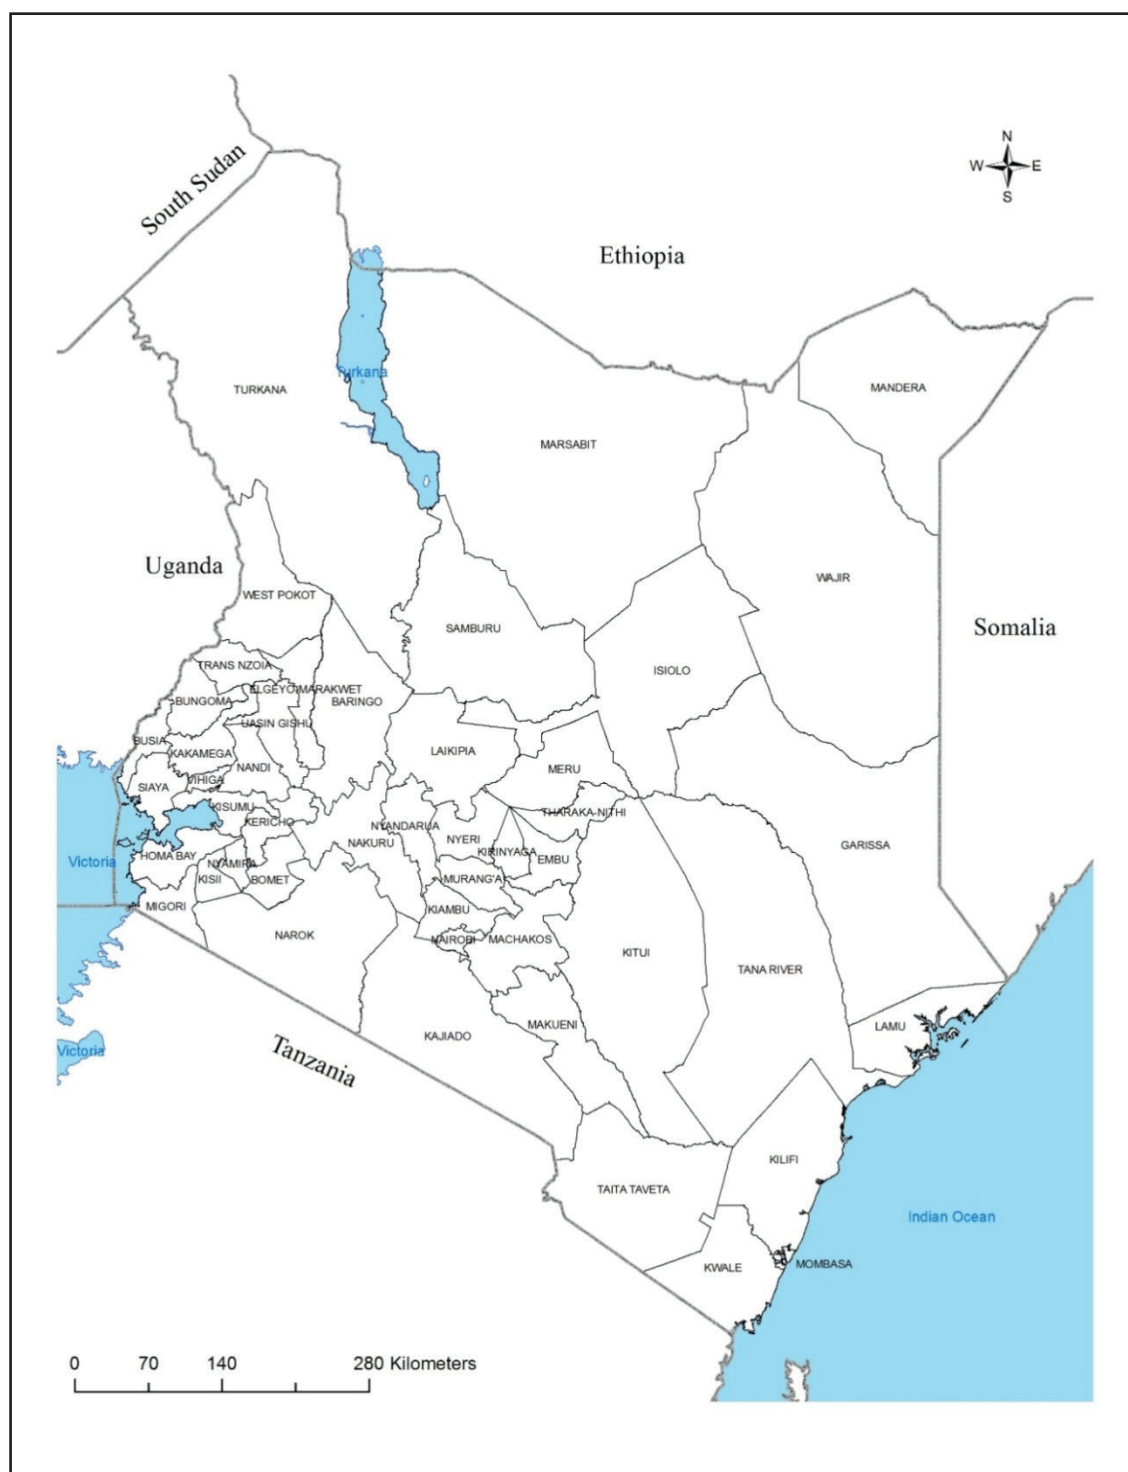 N
W E
S
South Sudan
Ethiopia
Turkana
TURKANA
MANDERA
MARSABIT
Uganda
WEST POKOT
WAJIR
SAMBURU
Somalia
TRANS NZOIA
ISIOLO
ELGEYO MARAKWET
BUNGOMA
BARINGO
UASIN GISHU
BUSIA
KAKAMEGA
LAIKIPIA
NANDI
MERU
VIHIGA
SIAYA
KISUMU
THARAKA-NITHI
KERICHO
NYANDARUA
NAKURU
NYERI
GARISSA
KIRINYAGA
HOMA BAY
Victoria
NYAMIRA
EMBU
KISII
BOMET
MURANG'A
MIGORI
KIAMBU
NAROK
NAIROBI
MACHAKOS
KITUI
TANA RIVER
MAKUENI
LAMU
KAJIADO
Victoria
Tanzania
KILIFI
TAITA TAVETA
Indian Ocean
KWALE
MOMBASA
0 70 140 280 Kilometers